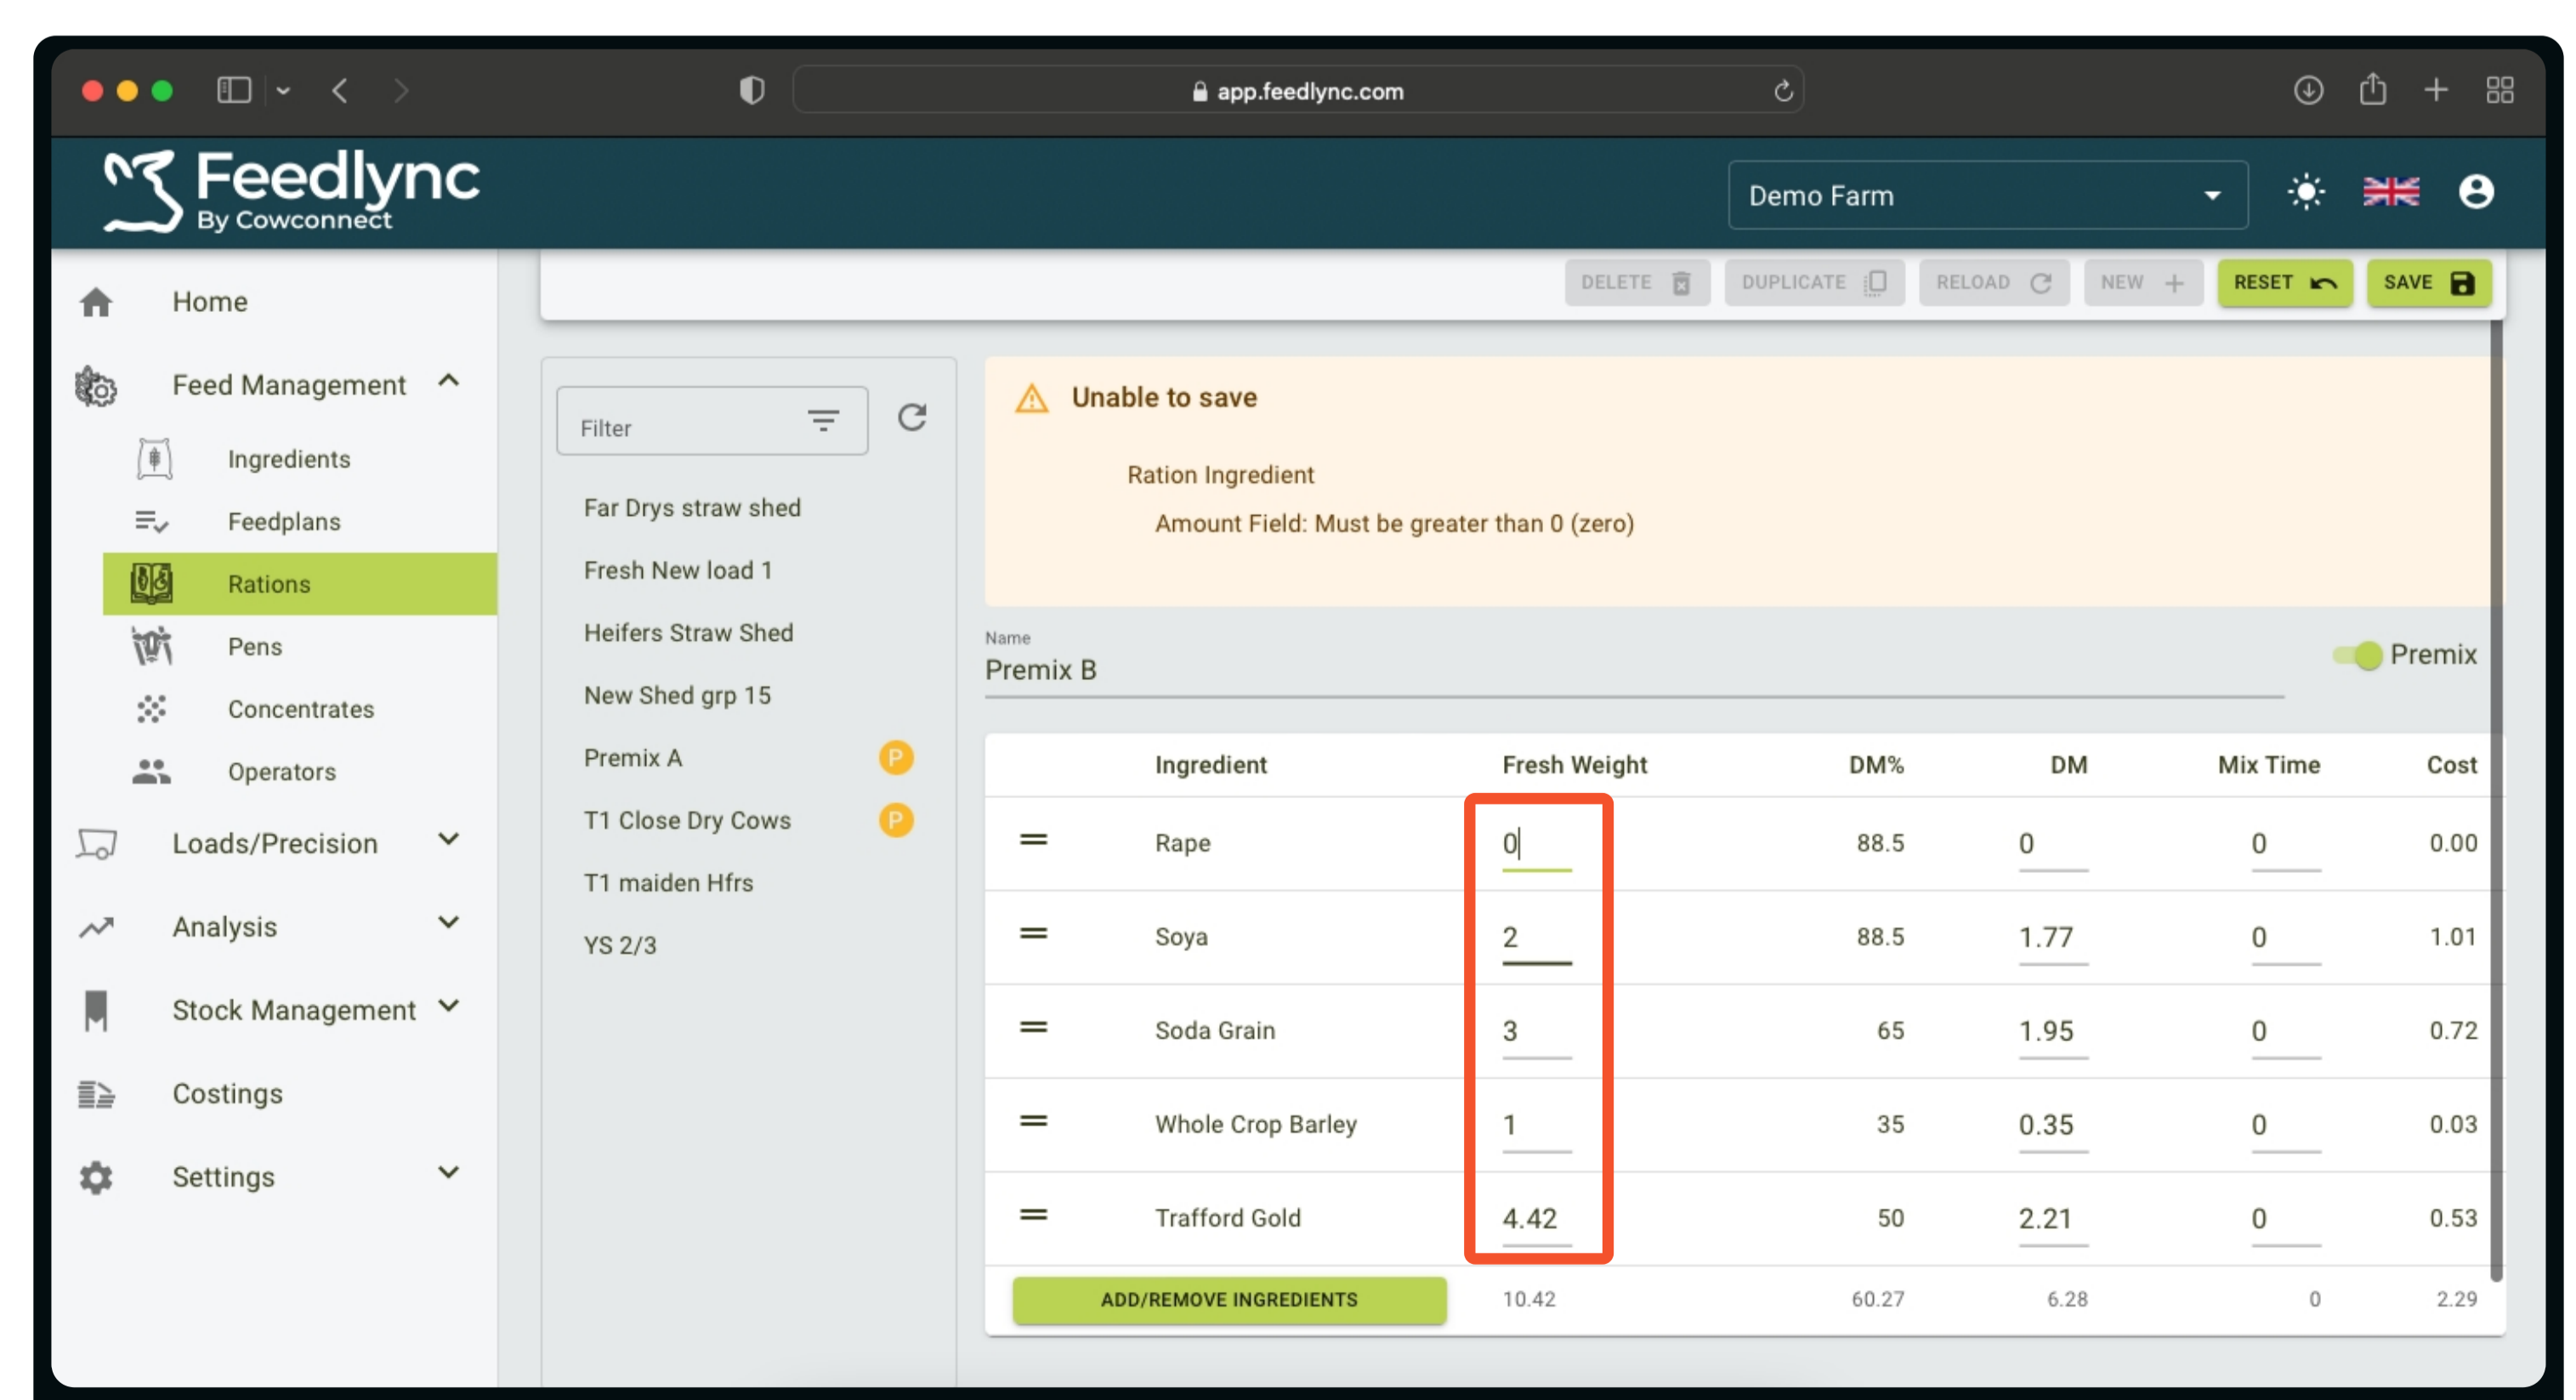 app.feedlync.com
Feedlync
By Cowconnect
Demo Farm
DELETE DUPLICATE RELOAD NEW RESET SAVE
Home
Feed Management
Ingredients
Feedplans
Rations
Pens
Concentrates
Operators
Loads/Precision
Analysis
Stock Management
Costings
Settings
Filter
Far Drys straw shed
Fresh New load 1
Heifers Straw Shed
New Shed grp 15
Premix A P
T1 Close Dry Cows P
T1 maiden Hfrs
YS 2/3
Unable to save
Ration Ingredient
Amount Field: Must be greater than 0 (zero)
Name
Premix B
Premix
Ingredient Fresh Weight DM% DM Mix Time Cost
Rape 0 88.5 0 0 0.00
Soya 2 88.5 1.77 0 1.01
Soda Grain 3 65 1.95 0 0.72
Whole Crop Barley 1 35 0.35 0 0.03
Trafford Gold 4.42 50 2.21 0 0.53
ADD/REMOVE INGREDIENTS 10.42 60.27 6.28 0 2.29